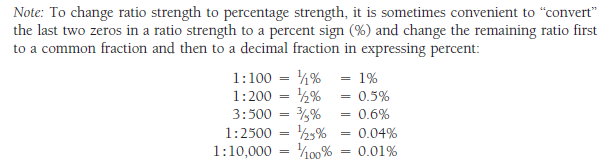 Note: To change ratio strength to percentage strength, it is sometimes convenient to “convert”
the last two zeros in a ratio strength to a percent sign (%) and change the remaining ratio first
to a common fraction and then to a decimal fraction in expressing percent:
1:100 = 1/1% = 1%
1:200 = 1/2% = 0.5%
3:500 = 3/5% = 0.6%
1:2500 = 1/25% = 0.04%
1:10,000 = 1/100% = 0.01%